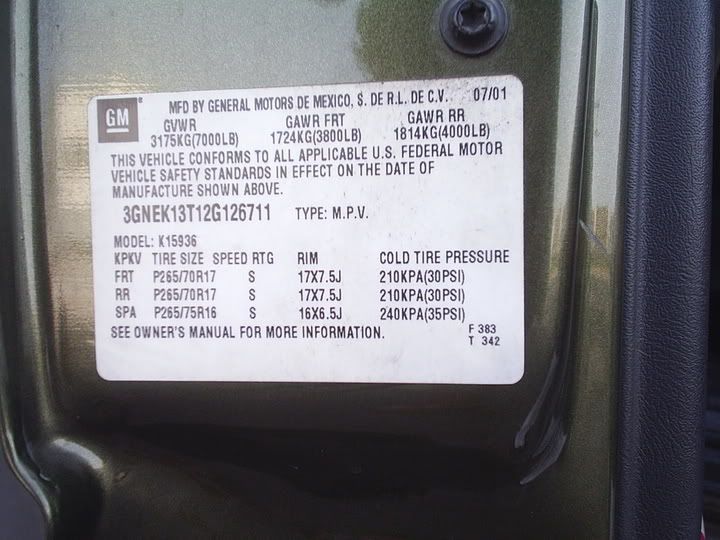 GM MFD BY GENERAL MOTORS DE MEXICO, S. DE R.L. DE C.V. 07/01
GVWR GAWR FRT GAWR RR
3175KG(7000LB) 1724KG(3800LB) 1814KG(4000LB)
THIS VEHICLE CONFORMS TO ALL APPLICABLE U.S. FEDERAL MOTOR
VEHICLE SAFETY STANDARDS IN EFFECT ON THE DATE OF
MANUFACTURE SHOWN ABOVE.
3GNEK13T12G126711 TYPE: M.P.V.
MODEL: K15936
KPKV TIRE SIZE SPEED RTG RIM COLD TIRE PRESSURE
FRT P265/70R17 S 17X7.5J 210KPA(30PSI)
RR P265/70R17 S 17X7.5J 210KPA(30PSI)
SPA P265/75R16 S 16X6.5J 240KPA(35PSI)
SEE OWNER'S MANUAL FOR MORE INFORMATION. F 383
T 342